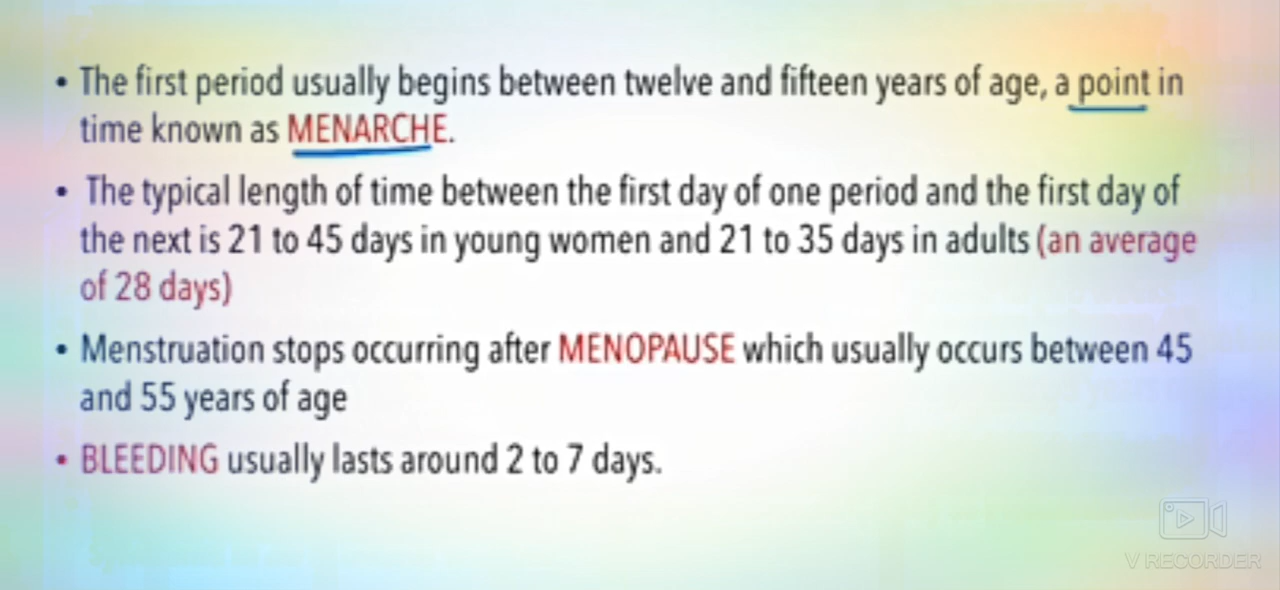 • The first period usually begins between twelve and fifteen years of age, a point in
time known as MENARCHE.
• The typical length of time between the first day of one period and the first day of
the next is 21 to 45 days in young women and 21 to 35 days in adults (an average
of 28 days)
• Menstruation stops occurring after MENOPAUSE which usually occurs between 45
and 55 years of age
• BLEEDING usually lasts around 2 to 7 days.
V RECORDER